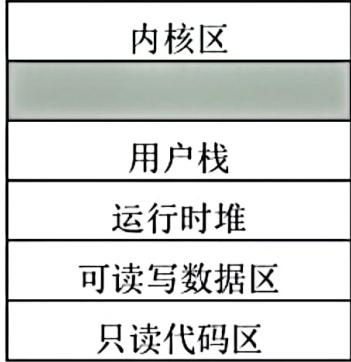 内核区
用户栈
运行时堆
可读写数据区
只读代码区